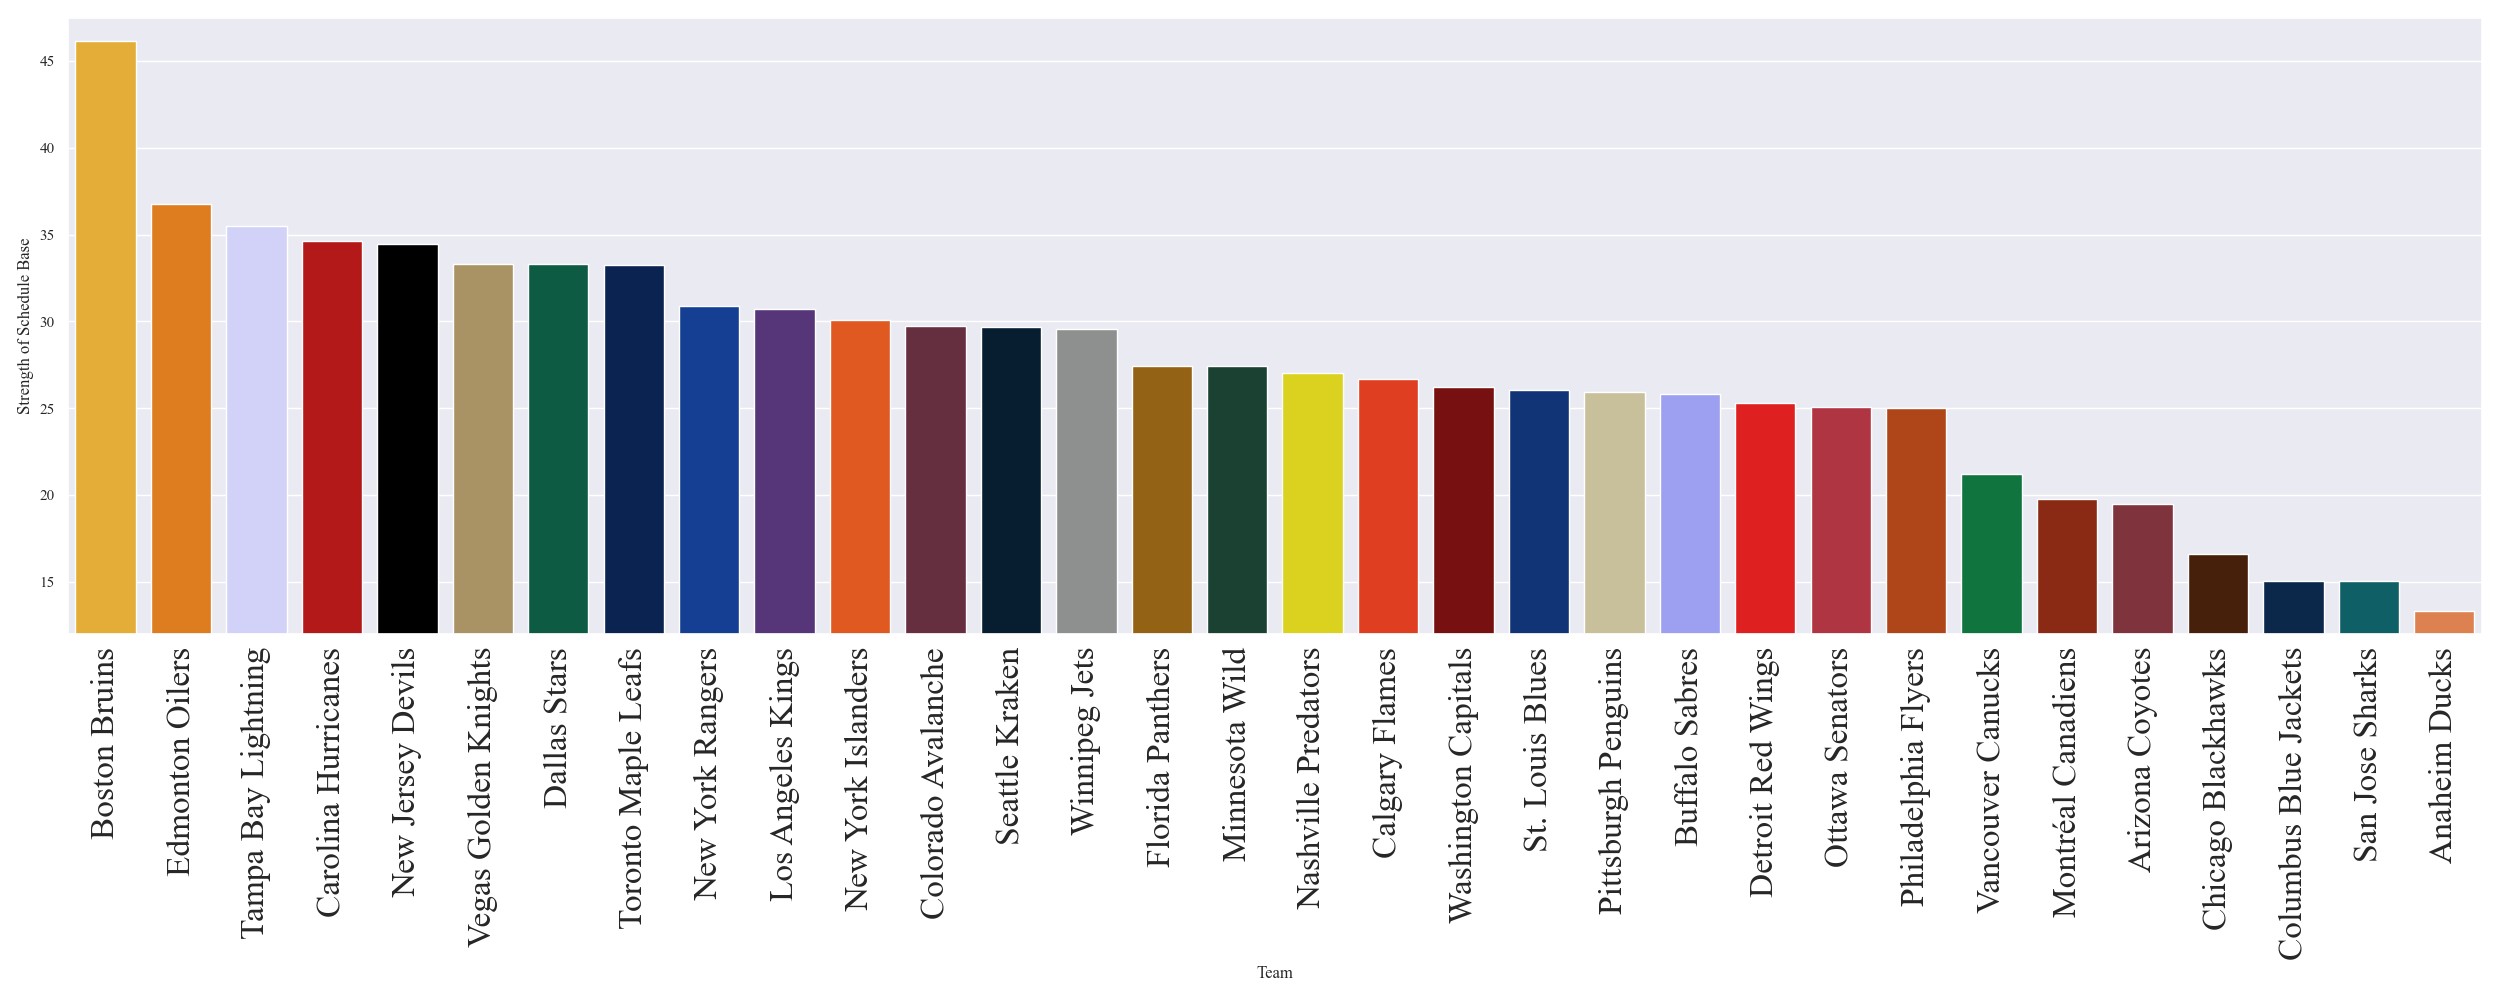 Strength of Schedule Base
45
40
35
30
25
20
15
Boston Bruins
Edmonton Oilers
Tampa Bay Lightning
Carolina Hurricanes
New Jersey Devils
Vegas Golden Knights
Dallas Stars
Toronto Maple Leafs
New York Rangers
Los Angeles Kings
New York Islanders
Colorado Avalanche
Seattle Kraken
Winnipeg Jets
Florida Panthers
Minnesota Wild
Nashville Predators
Calgary Flames
Washington Capitals
St. Louis Blues
Pittsburgh Penguins
Buffalo Sabres
Detroit Red Wings
Ottawa Senators
Philadelphia Flyers
Vancouver Canucks
Montréal Canadiens
Arizona Coyotes
Chicago Blackhawks
Columbus Blue Jackets
San Jose Sharks
Anaheim Ducks
Team